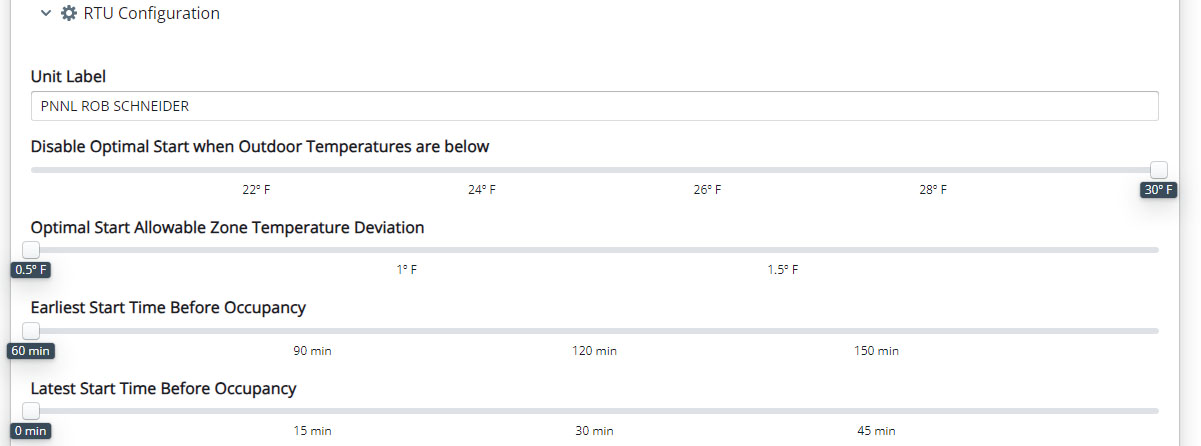 RTU Configuration
Unit Label
PNNL ROB SCHNEIDER
Disable Optimal Start when Outdoor Temperatures are below
22° F 24° F 26° F 28° F 30° F
Optimal Start Allowable Zone Temperature Deviation
0.5° F 1° F 1.5° F
Earliest Start Time Before Occupancy
60 min 90 min 120 min 150 min
Latest Start Time Before Occupancy
0 min 15 min 30 min 45 min